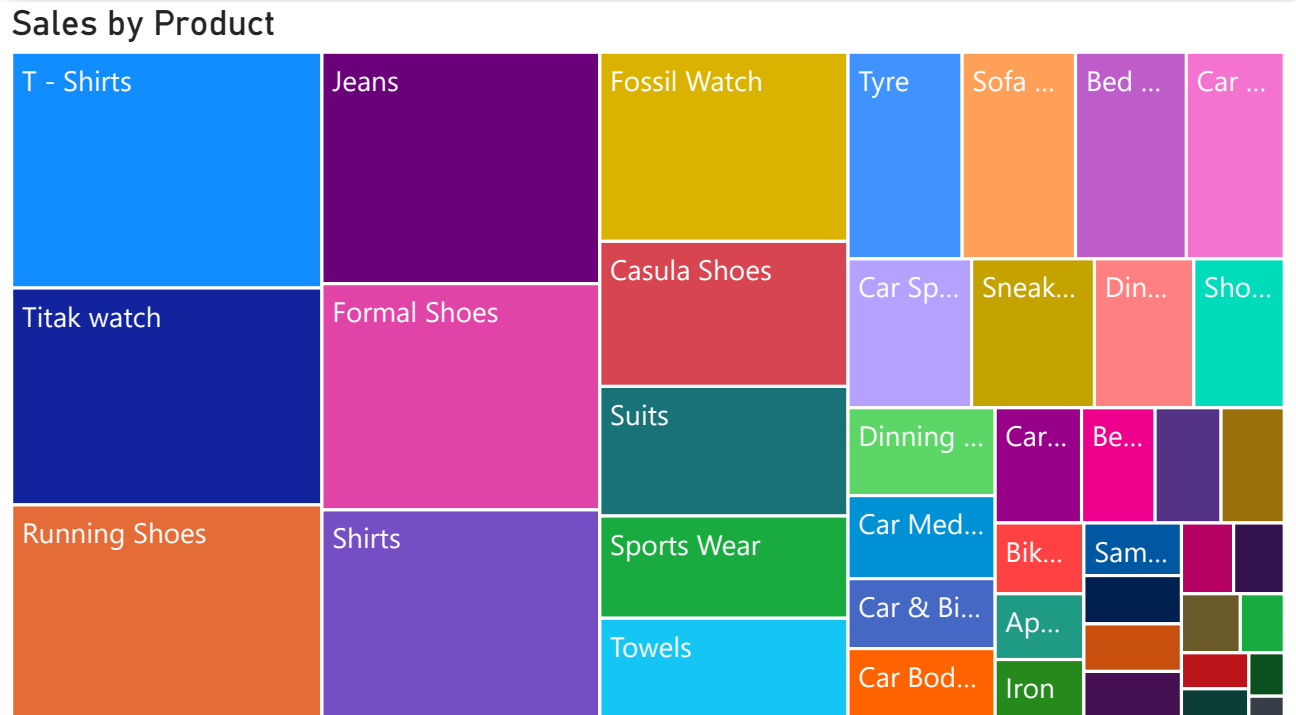 Sales by Product
T - Shirts
Jeans
Fossil Watch
Tyre
Sofa ...
Bed ...
Car ...
Casula Shoes
Car Sp...
Sneak...
Din...
Sho...
Titak watch
Formal Shoes
Suits
Dinning ...
Car...
Be...
Running Shoes
Shirts
Sports Wear
Car Med...
Bik...
Sam...
Car & Bi...
Ap...
Towels
Car Bod...
Iron